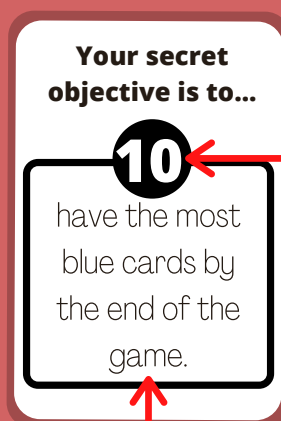 Your secret
objective is to...
10
have the most
blue cards by
the end of the
game.